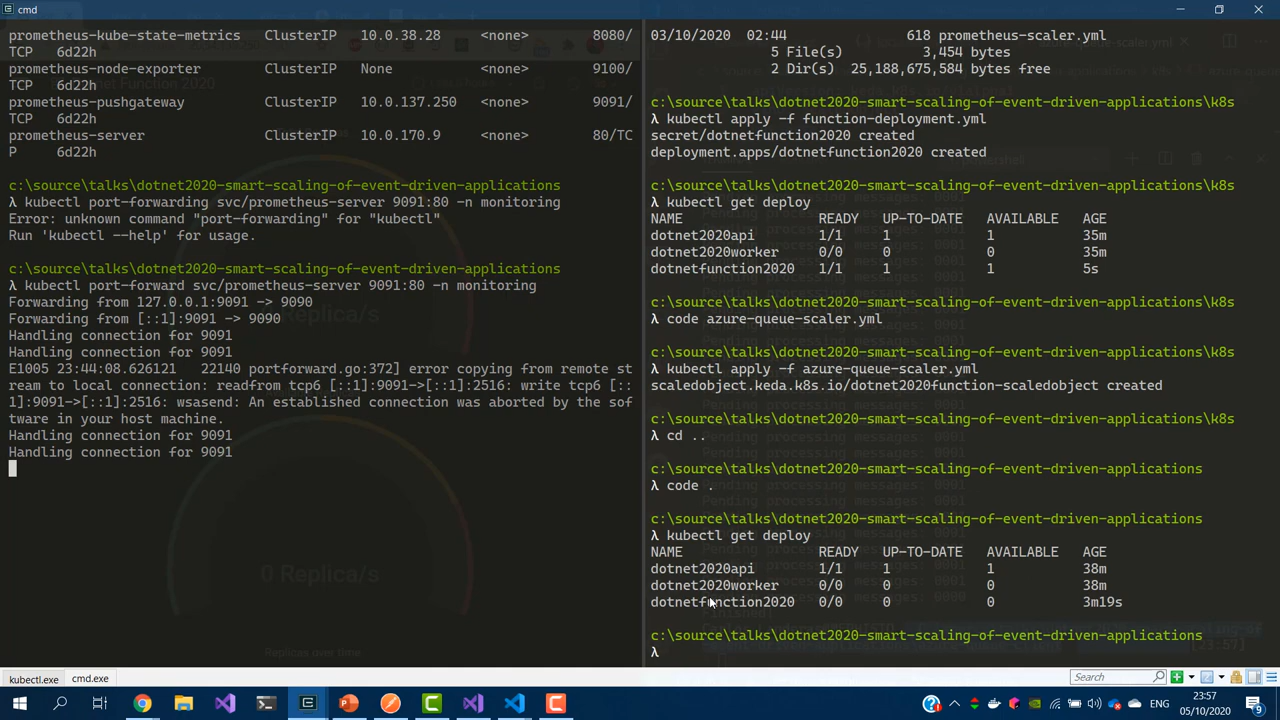 cmd
prometheus-kube-state-metrics   ClusterIP   10.0.38.28     <none>        8080/
TCP   6d22h
prometheus-node-exporter        ClusterIP   None           <none>        9100/
TCP   6d22h
prometheus-pushgateway          ClusterIP   10.0.137.250   <none>        9091/
TCP   6d22h
prometheus-server               ClusterIP   10.0.170.9     <none>        80/TC
P     6d22h
c:\source\talks\dotnet2020-smart-scaling-of-event-driven-applications
λ kubectl port-forwarding svc/prometheus-server 9091:80 -n monitoring
Error: unknown command "port-forwarding" for "kubectl"
Run 'kubectl --help' for usage.
c:\source\talks\dotnet2020-smart-scaling-of-event-driven-applications
λ kubectl port-forward svc/prometheus-server 9091:80 -n monitoring
Forwarding from 127.0.0.1:9091 -> 9090
Forwarding from [::1]:9091 -> 9090
Handling connection for 9091
Handling connection for 9091
E1005 23:44:08.626121   22140 portforward.go:372] error copying from remote st
ream to local connection: readfrom tcp6 [::1]:9091->[::1]:2516: write tcp6 [::
1]:9091->[::1]:2516: wsasend: An established connection was aborted by the sof
tware in your host machine.
Handling connection for 9091
Handling connection for 9091
0 Replica/s
Replicas over time
03/10/2020  02:44               618 prometheus-scaler.yml
5 File(s)          3,454 bytes
2 Dir(s)  25,188,675,584 bytes free
c:\source\talks\dotnet2020-smart-scaling-of-event-driven-applications\k8s
λ kubectl apply -f function-deployment.yml
secret/dotnetfunction2020 created
deployment.apps/dotnetfunction2020 created
c:\source\talks\dotnet2020-smart-scaling-of-event-driven-applications\k8s
λ kubectl get deploy
NAME                 READY   UP-TO-DATE   AVAILABLE   AGE
dotnet2020api        1/1     1            1           35m
dotnet2020worker     0/0     0            0           35m
dotnetfunction2020   1/1     1            1           5s
c:\source\talks\dotnet2020-smart-scaling-of-event-driven-applications\k8s
λ code azure-queue-scaler.yml
c:\source\talks\dotnet2020-smart-scaling-of-event-driven-applications\k8s
λ kubectl apply -f azure-queue-scaler.yml
scaledobject.keda.k8s.io/dotnet2020function-scaledobject created
c:\source\talks\dotnet2020-smart-scaling-of-event-driven-applications\k8s
λ cd ..
c:\source\talks\dotnet2020-smart-scaling-of-event-driven-applications
λ code .
c:\source\talks\dotnet2020-smart-scaling-of-event-driven-applications
λ kubectl get deploy
NAME                 READY   UP-TO-DATE   AVAILABLE   AGE
dotnet2020api        1/1     1            1           38m
dotnet2020worker     0/0     0            0           38m
dotnetfunction2020   0/0     0            0           3m19s
c:\source\talks\dotnet2020-smart-scaling-of-event-driven-applications
λ
kubectl.exe cmd.exe Search
23:57
05/10/2020
9